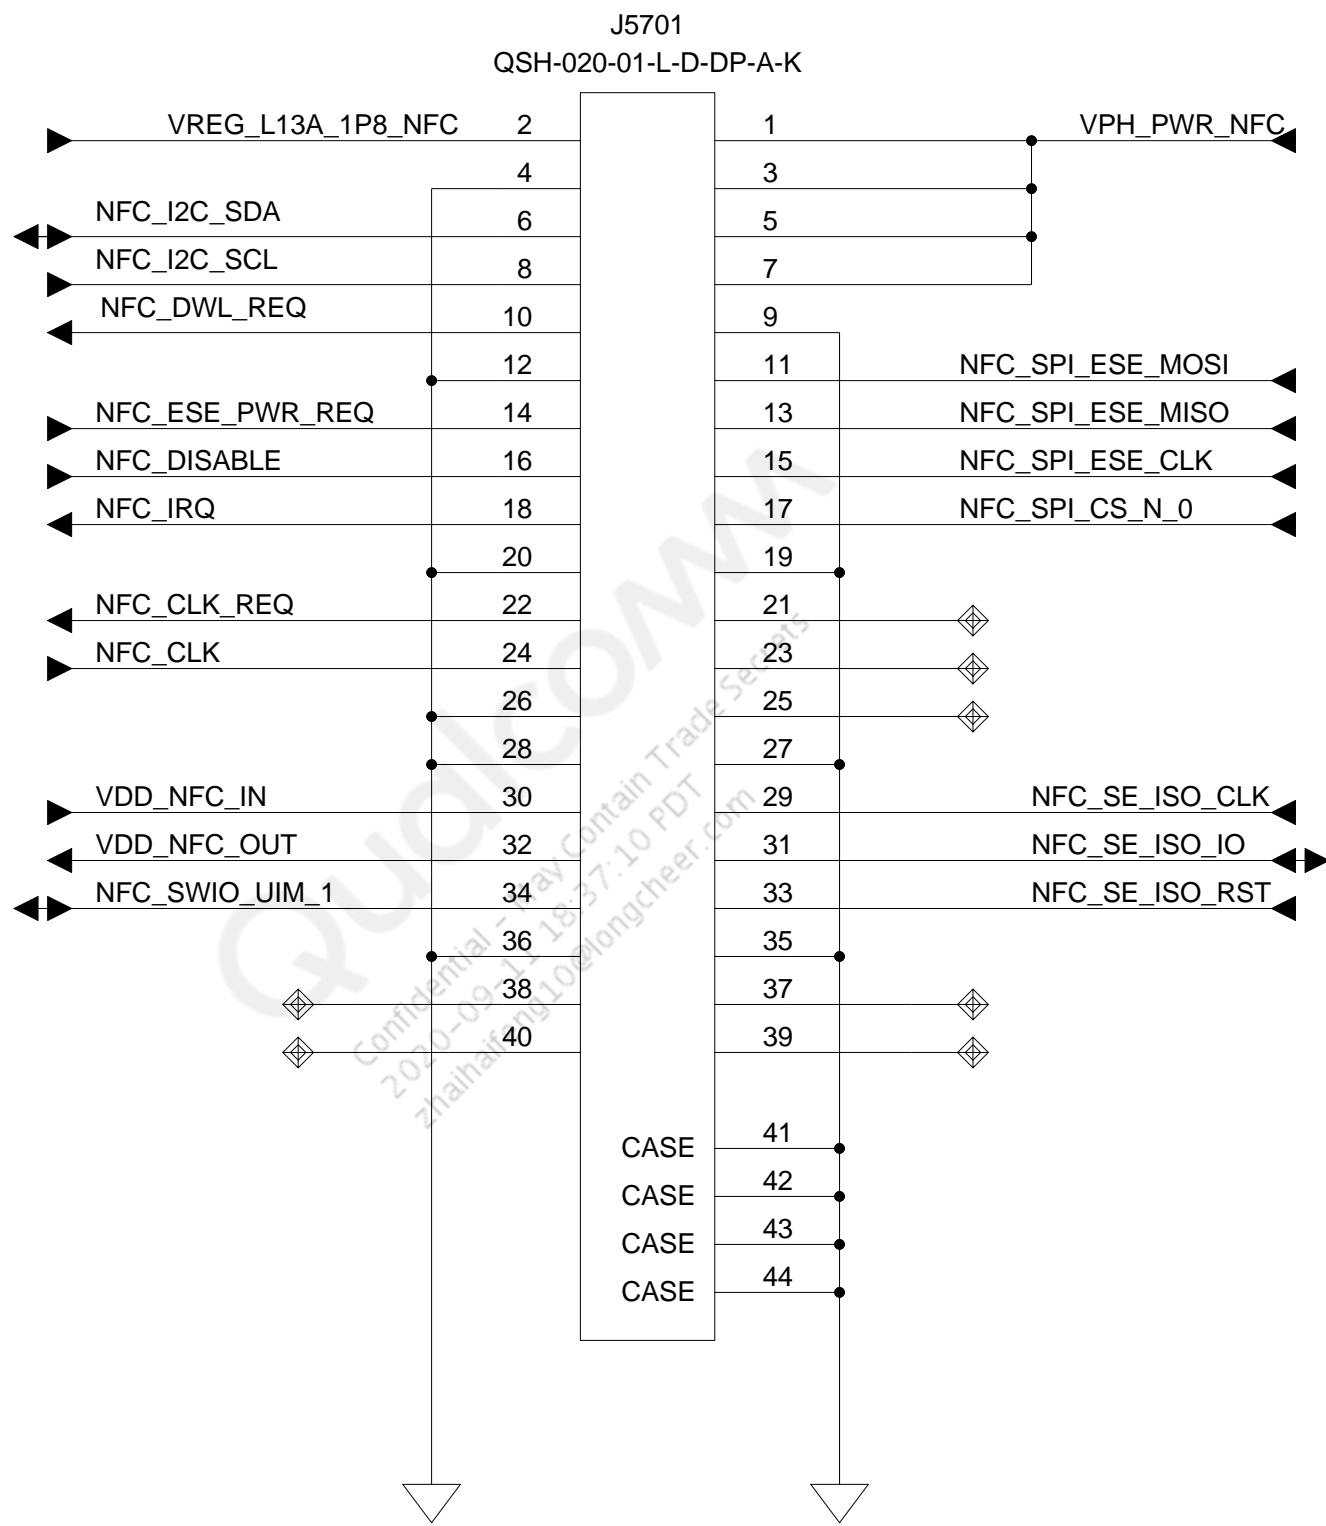 J5701
QSH-020-01-L-D-DP-A-K
VREG_L13A_1P8_NFC 2 1 VPH_PWR_NFC
4 3
NFC_I2C_SDA 6 5
NFC_I2C_SCL 8 7
NFC_DWL_REQ 10 9
12 11 NFC_SPI_ESE_MOSI
NFC_ESE_PWR_REQ 14 13 NFC_SPI_ESE_MISO
NFC_DISABLE 16 15 NFC_SPI_ESE_CLK
NFC_IRQ 18 17 NFC_SPI_CS_N_0
20 19
NFC_CLK_REQ 22 21
NFC_CLK 24 23
26 25
28 27
VDD_NFC_IN 30 29 NFC_SE_ISO_CLK
VDD_NFC_OUT 32 31 NFC_SE_ISO_IO
NFC_SWIO_UIM_1 34 33 NFC_SE_ISO_RST
36 35
38 37
40 39
CASE 41
CASE 42
CASE 43
CASE 44
Qualcomm
Confidential - May Contain Trade Secrets
2020-09-11 18:37:10 PDT
zhaihaifeng10@longcheer.com